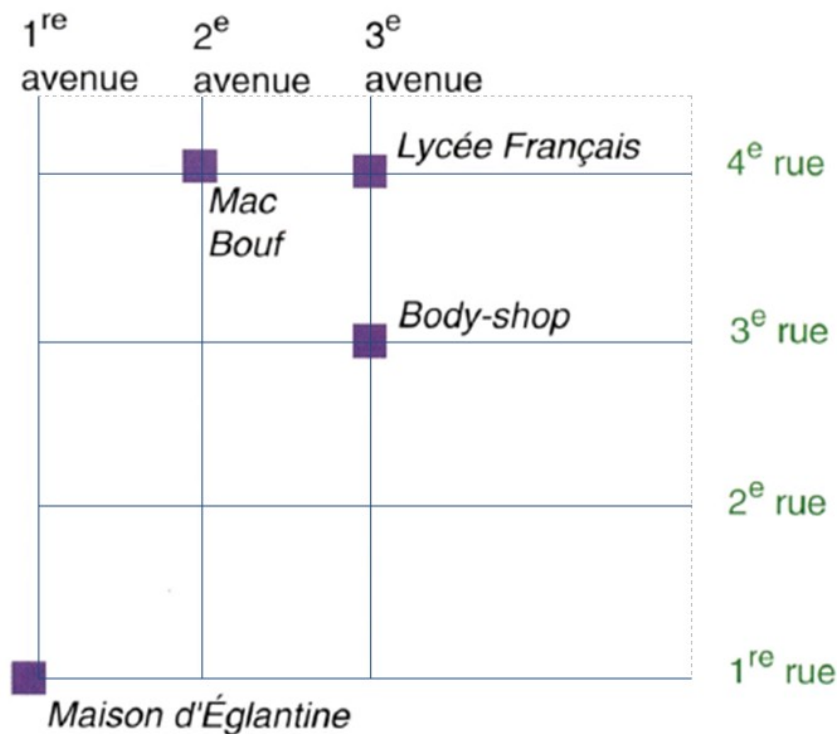 1re avenue
2e avenue
3e avenue
Lycée Français
4e rue
Mac
Bouf
Body-shop
3e rue
2e rue
1re rue
Maison d'Églantine